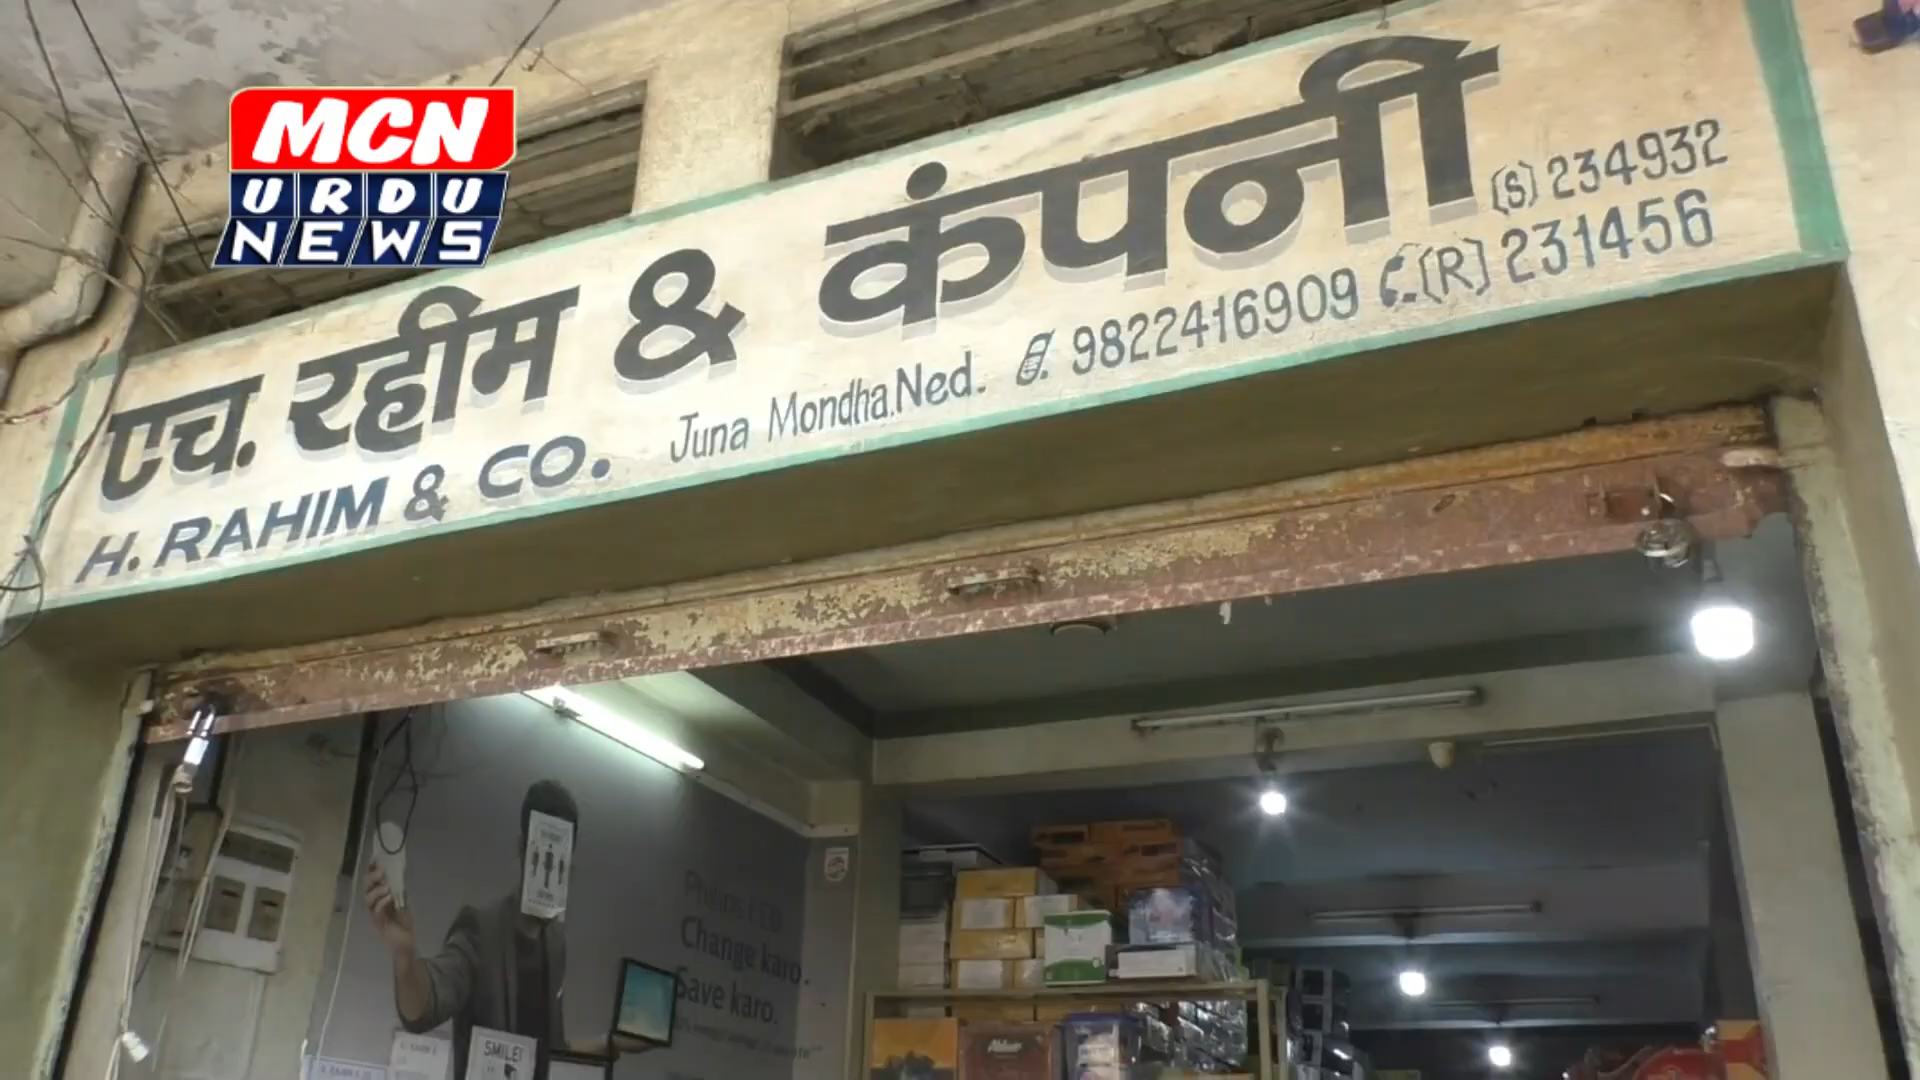 MCN
URDU
NEWS
एच. रहीम & कंपनी
(S) 234932
H. RAHIM & CO.
Juna Mondha.Ned.
9822416909
(R) 231456
Philips LED
Change karo.
Save karo.
SMILE!